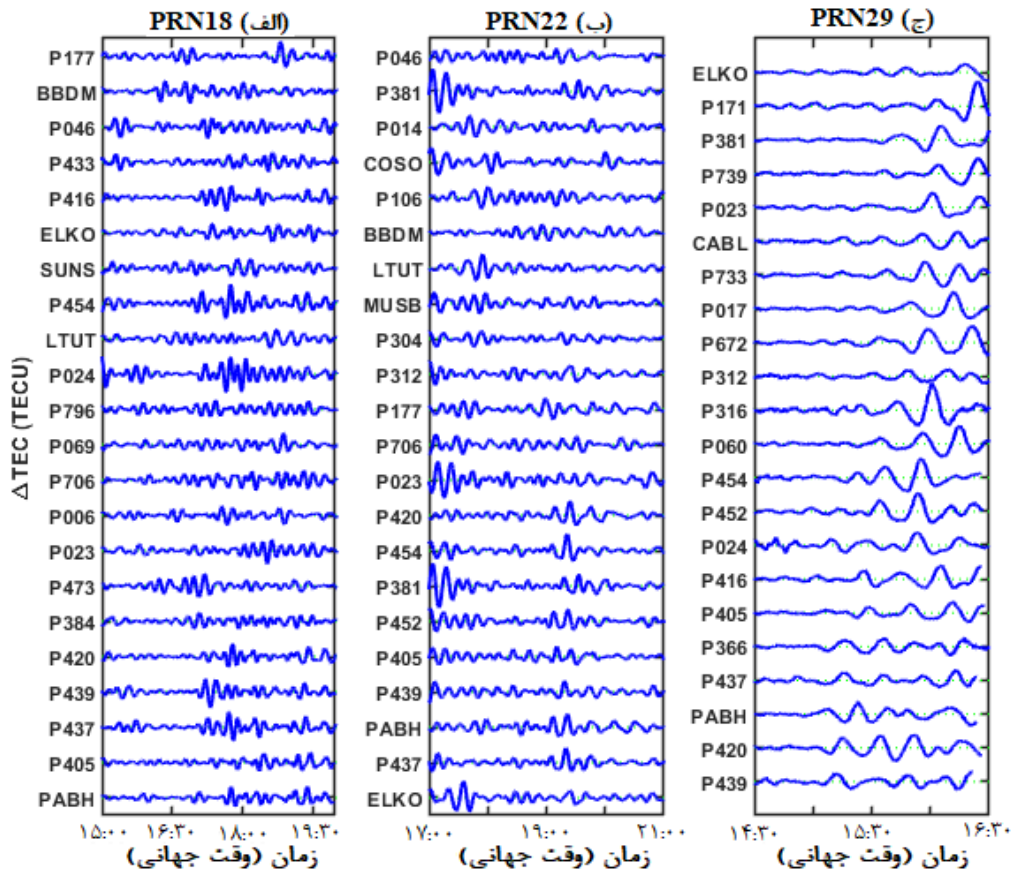 PRN18 (الف)
P177
BBDM
P046
P433
P416
ELKO
SUNS
P454
LTUT
P024
P796
P069
P706
P006
P023
P473
P384
P420
P439
P437
P405
PABH
△TEC (TECU)
۱۵:۰۰ ۱۶:۳۰ ۱۸:۰۰ ۱۹:۳۰
زمان (وقت جهانی)
PRN22 (ب)
P046
P381
P014
COSO
P106
BBDM
LTUT
MUSB
P304
P312
P177
P706
P023
P420
P454
P381
P452
P405
P439
PABH
P437
ELKO
۱۷:۰۰ ۱۹:۰۰ ۲۱:۰۰
زمان (وقت جهانی)
PRN29 (ج)
ELKO
P171
P381
P739
P023
CABL
P733
P017
P672
P312
P316
P060
P454
P452
P024
P416
P405
P366
P437
PABH
P420
P439
۱۴:۳۰ ۱۵:۳۰ ۱۶:۳۰
زمان (وقت جهانی)